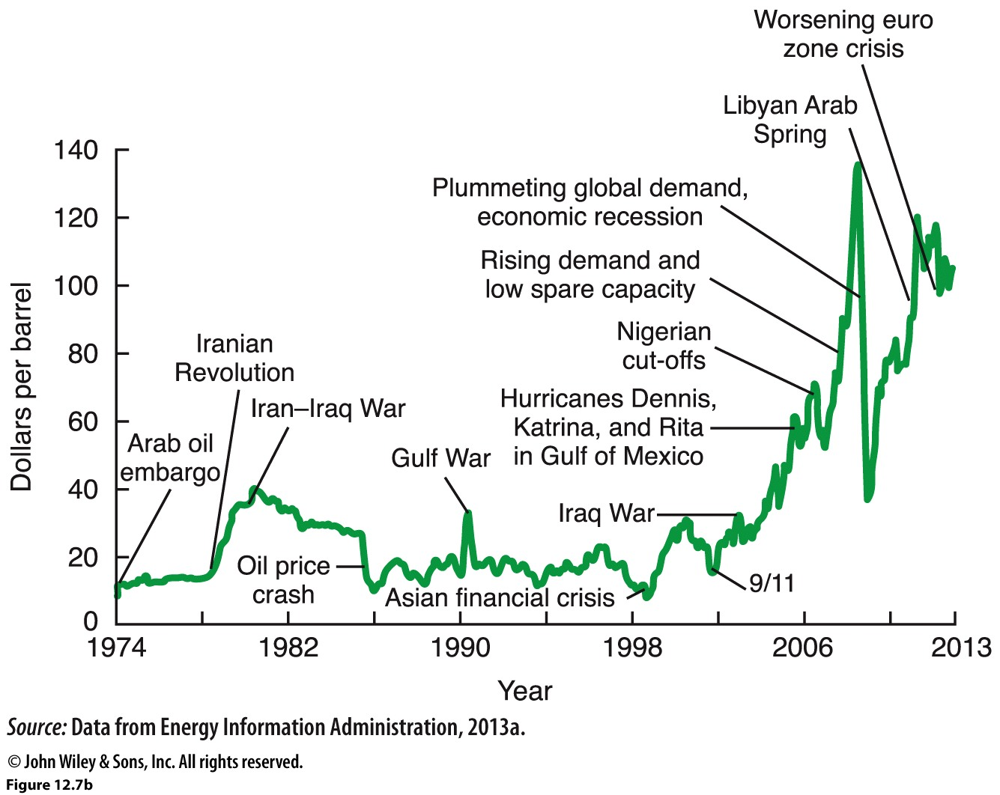 Worsening euro
zone crisis
Libyan Arab
Spring
140
Plummeting global demand,
economic recession
120
Rising demand and
low spare capacity
100
Dollars per barrel
Nigerian
cut-offs
80
Iranian
Revolution
Hurricanes Dennis,
Katrina, and Rita
in Gulf of Mexico
Iran–Iraq War
60
Arab oil
embargo
Gulf War
40
Iraq War
20
Oil price
crash
Asian financial crisis
9/11
0
1974 1982 1990 1998 2006 2013
Year
Source: Data from Energy Information Administration, 2013a.
© John Wiley & Sons, Inc. All rights reserved.
Figure 12.7b